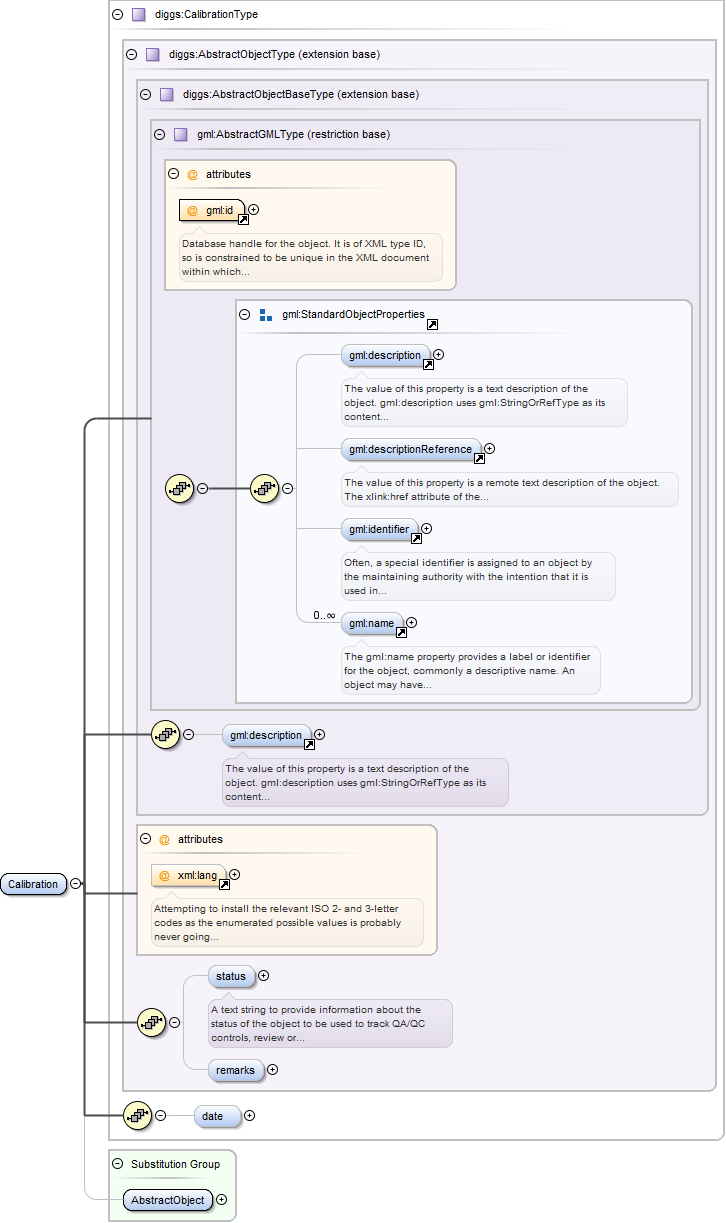 diggs:CalibrationType
diggs:AbstractObjectType (extension base)
diggs:AbstractObjectBaseType (extension base)
gml:AbstractGMLType (restriction base)
@ attributes
@ gml:id
Database handle for the object. It is of XML type ID,
so is constrained to be unique in the XML document
within which...
gml:StandardObjectProperties
gml:description
The value of this property is a text description of the
object. gml:description uses gml:StringOrRefType as its
content...
gml:descriptionReference
The value of this property is a remote text description of the object.
The xlink:href attribute of the...
gml:identifier
Often, a special identifier is assigned to an object by
the maintaining authority with the intention that it is
used in...
0..∞
gml:name
The gml:name property provides a label or identifier
for the object, commonly a descriptive name. An
object may have...
gml:description
The value of this property is a text description of the
object. gml:description uses gml:StringOrRefType as its
content...
@ attributes
@ xml:lang
Attempting to install the relevant ISO 2- and 3-letter
codes as the enumerated possible values is probably
never going...
Calibration
status
A text string to provide information about the
status of the object to be used to track QA/QC
controls, review or...
remarks
date
Substitution Group
AbstractObject